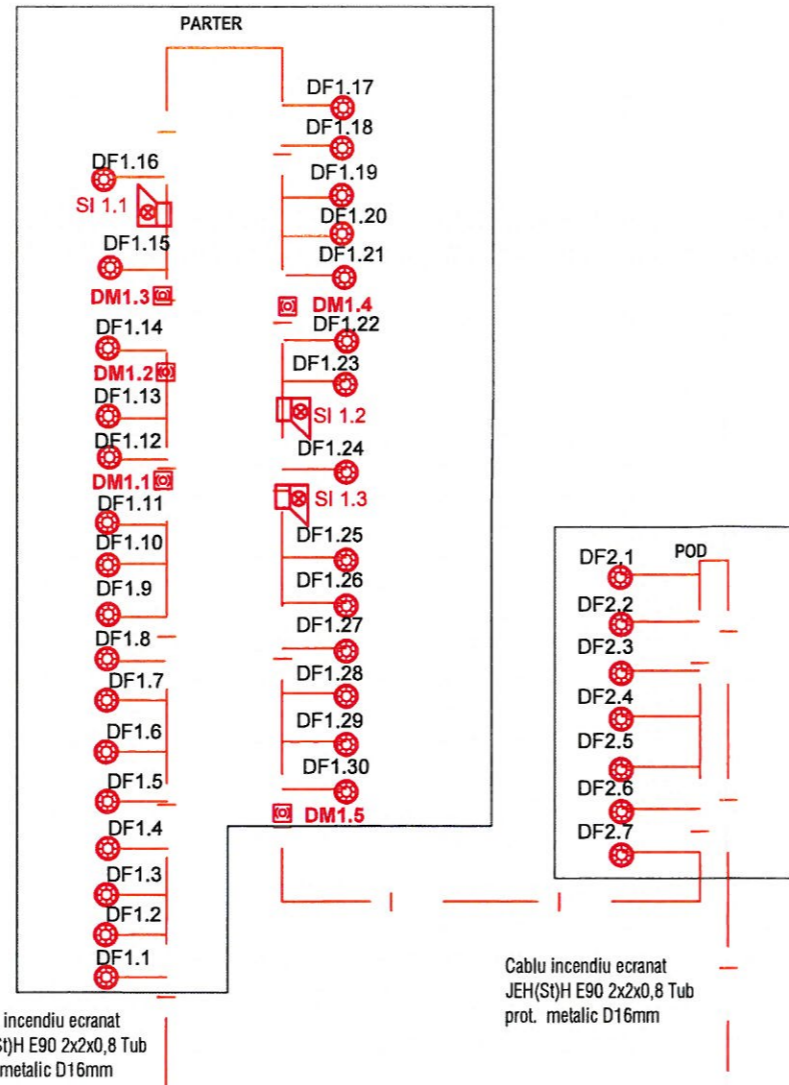 PARTER
DF1.17
DF1.18
DF1.16
DF1.19
SI 1.1
DF1.20
DF1.15
DF1.21
DM1.3
DM1.4
DF1.14
DF1.22
DM1.2
DF1.23
DF1.13
SI 1.2
DF1.12
DF1.24
DM1.1
DF1.11
SI 1.3
DF1.10
DF1.25
DF1.9
DF1.26
DF1.8
DF1.27
DF1.7
DF1.28
DF1.6
DF1.29
DF1.5
DF1.30
DM1.5
DF1.4
DF1.3
DF1.2
DF1.1
POD
DF2.1
DF2.2
DF2.3
DF2.4
DF2.5
DF2.6
DF2.7
Cablu incendiu ecranat
JEH(St)H E90 2x2x0,8 Tub
prot. metalic D16mm
incendiu ecranat
St)H E90 2x2x0,8 Tub
metalic D16mm